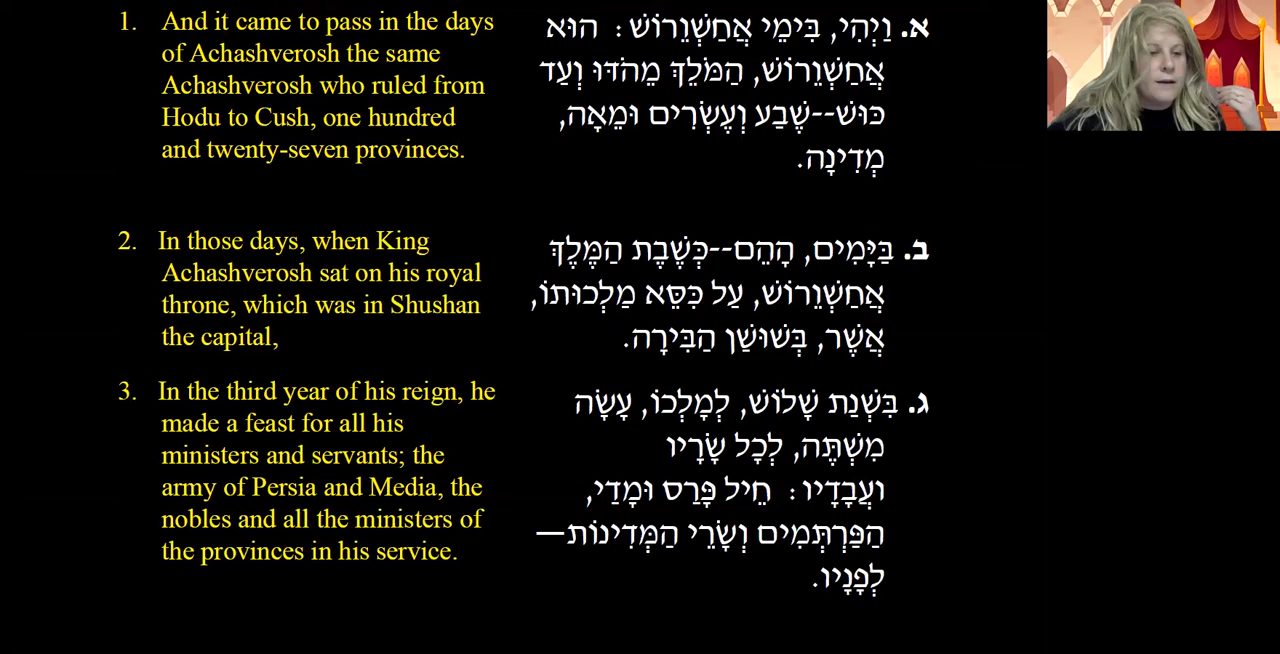 1. And it came to pass in the days
of Achashverosh the same
Achashverosh who ruled from
Hodu to Cush, one hundred
and twenty-seven provinces.
א. וַיְהִי, בִּימֵי אֲחַשְׁוֵרוֹשׁ: הוּא
אֲחַשְׁוֵרוֹשׁ, הַמֹּלֵךְ מֵהֹדּוּ וְעַד
כּוּשׁ--שֶׁבַע וְעֶשְׂרִים וּמֵאָה,
מְדִינָה.
2. In those days, when King
Achashverosh sat on his royal
throne, which was in Shushan
the capital,
ב. בַּיָּמִים, הָהֵם--כְּשֶׁבֶת הַמֶּלֶךְ
אֲחַשְׁוֵרוֹשׁ, עַל כִּסֵּא מַלְכוּתוֹ,
אֲשֶׁר, בְּשׁוּשַׁן הַבִּירָה.
3. In the third year of his reign, he
made a feast for all his
ministers and servants; the
army of Persia and Media, the
nobles and all the ministers of
the provinces in his service.
ג. בִּשְׁנַת שָׁלוֹשׁ, לְמָלְכוֹ, עָשָׂה
מִשְׁתֶּה, לְכָל שָׂרָיו
וַעֲבָדָיו: חֵיל פָּרַס וּמָדַי,
הַפַּרְתְּמִים וְשָׂרֵי הַמְּדִינוֹת—
לְפָנָיו.